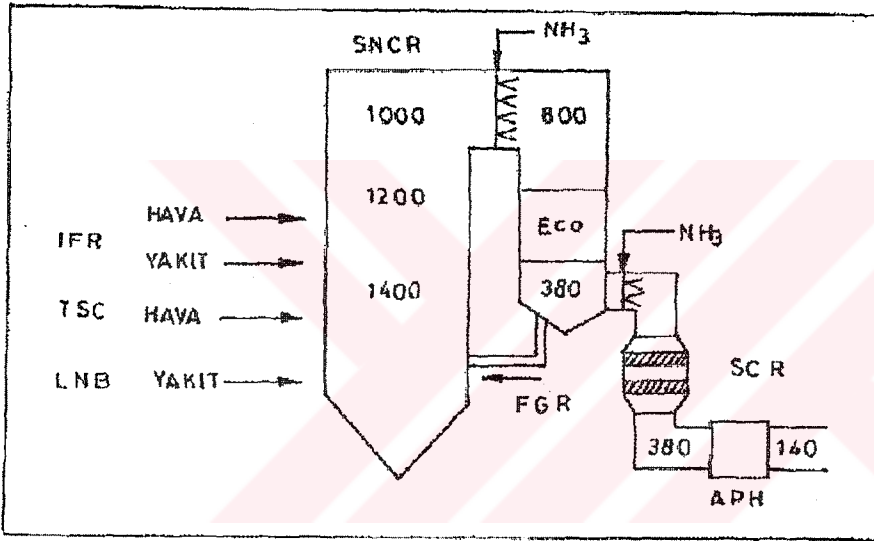 NH3
SNCR
1000
800
1200
HAVA
IFR
YAKIT
Eco
NH3
1400
380
TSC
HAVA
SCR
LNB
YAKIT
FGR
380
140
APH